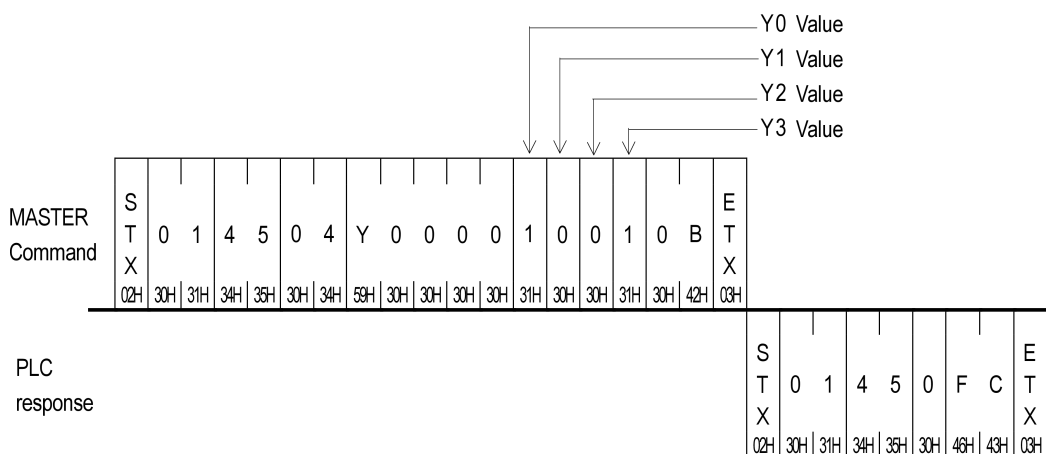 Y0 Value
Y1 Value
Y2 Value
Y3 Value
MASTER
Command
S
T
X
0 1 4 5 0 4 Y 0 0 0 0 1 0 0 1 0 B
E
T
X
02H 30H 31H 34H 35H 30H 34H 59H 30H 30H 30H 30H 31H 30H 30H 31H 30H 42H 03H
PLC
response
S
T
X
0 1 4 5 0 F C
E
T
X
02H 30H 31H 34H 35H 30H 46H 43H 03H